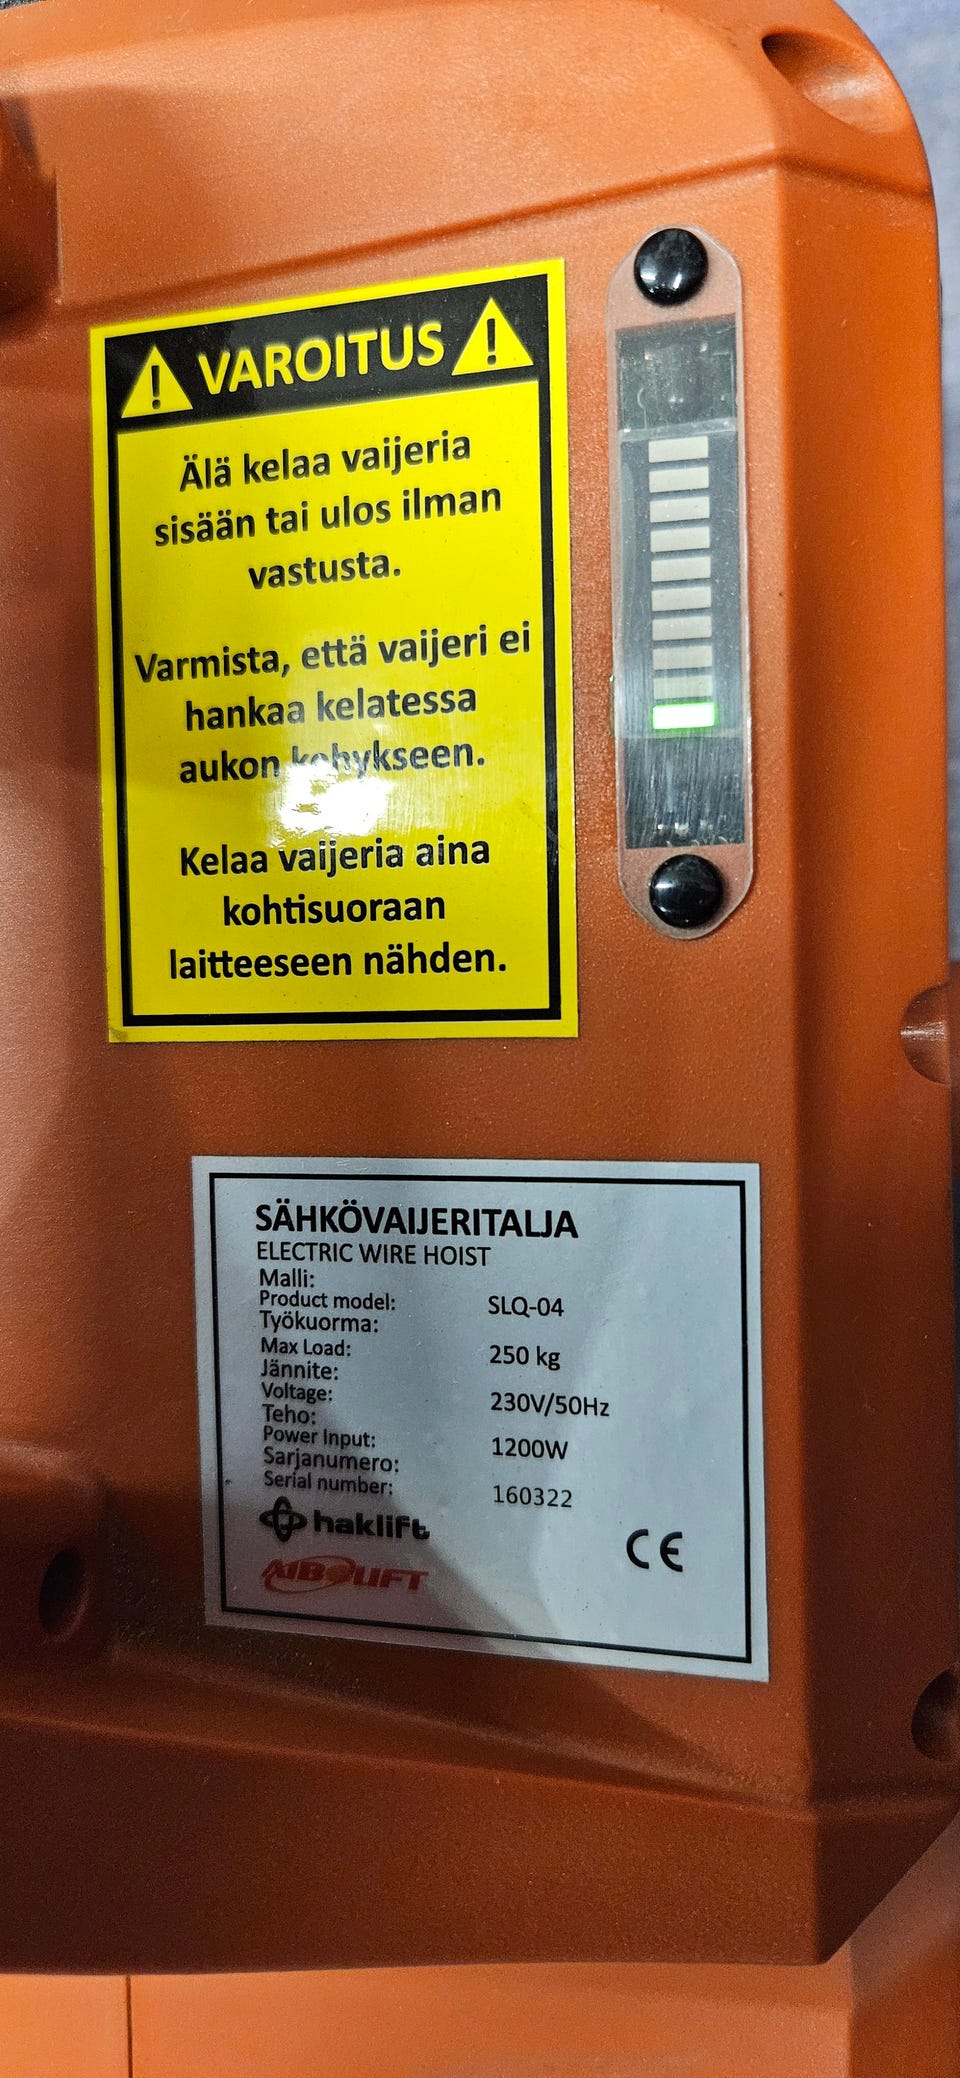 VAROITUS
Älä kelaa vaijeria
sisään tai ulos ilman
vastusta.
Varmista, että vaijeri ei
hankaa kelatessa
aukon kehykseen.
Kelaa vaijeria aina
kohtisuoraan
laitteeseen nähden.
SÄHKÖVAIJERITALJA
ELECTRIC WIRE HOIST
Malli:
Product model: SLQ-04
Työkuorma:
Max Load: 250 kg
Jännite:
Voltage: 230V/50Hz
Teho:
Power Input: 1200W
Sarjanumero:
Serial number: 160322
haklift
AIBOLIFT
CE